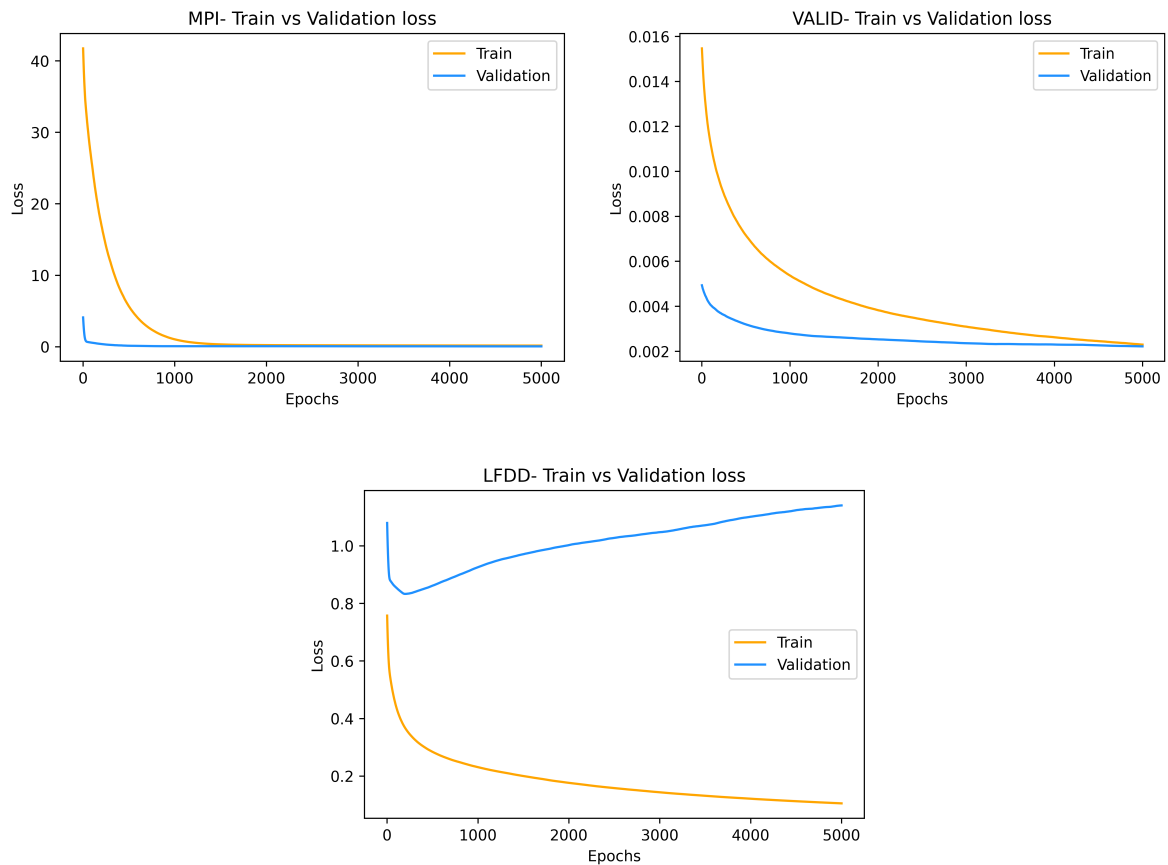 MPI- Train vs Validation loss
40
30
20
10
0
Loss
0 1000 2000 3000 4000 5000
Epochs
Train
Validation
VALID- Train vs Validation loss
0.016
0.014
0.012
0.010
0.008
0.006
0.004
0.002
Loss
0 1000 2000 3000 4000 5000
Epochs
Train
Validation
LFDD- Train vs Validation loss
1.0
0.8
0.6
0.4
0.2
Loss
0 1000 2000 3000 4000 5000
Epochs
Train
Validation